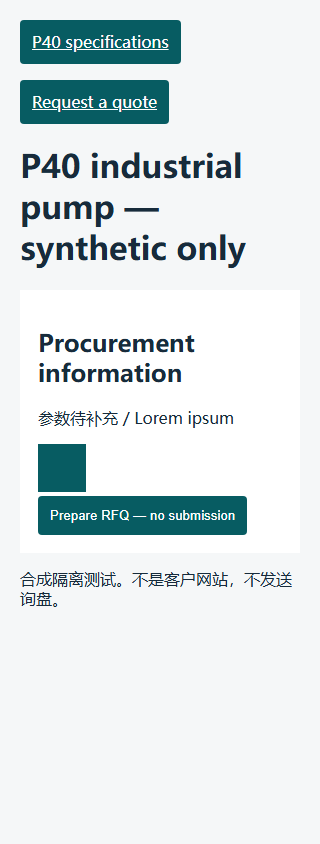 P40 specifications
Request a quote
P40 industrial
pump —
synthetic only
Procurement
information
参数待补充 / Lorem ipsum
Prepare RFQ — no submission
合成隔离测试。不是客户网站，不发送
询盘。